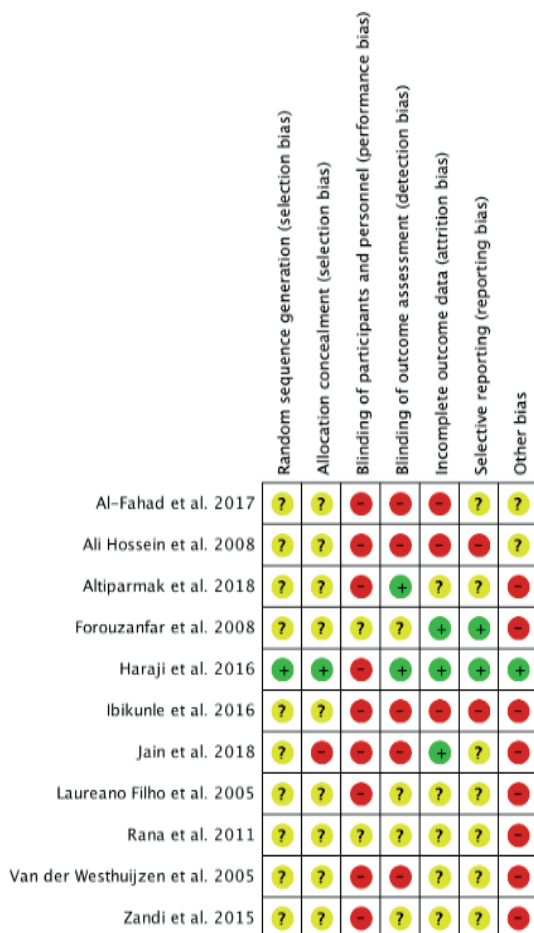 Random sequence generation (selection bias)
Allocation concealment (selection bias)
Blinding of participants and personnel (performance bias)
Blinding of outcome assessment (detection bias)
Incomplete outcome data (attrition bias)
Selective reporting (reporting bias)
Other bias
Al-Fahad et al. 2017 ? ? - - - ? ?
Ali Hossein et al. 2008 ? ? - - - - ?
Altiparmak et al. 2018 ? ? - + ? ? -
Forouzanfar et al. 2008 ? ? ? ? + + -
Haraji et al. 2016 + + - + + + +
Ibikunle et al. 2016 ? ? - - - - -
Jain et al. 2018 ? - - - + ? -
Laureano Filho et al. 2005 ? ? - ? ? ? -
Rana et al. 2011 ? ? ? ? ? ? -
Van der Westhuijzen et al. 2005 ? ? - - ? ? -
Zandi et al. 2015 ? ? - ? ? ? -